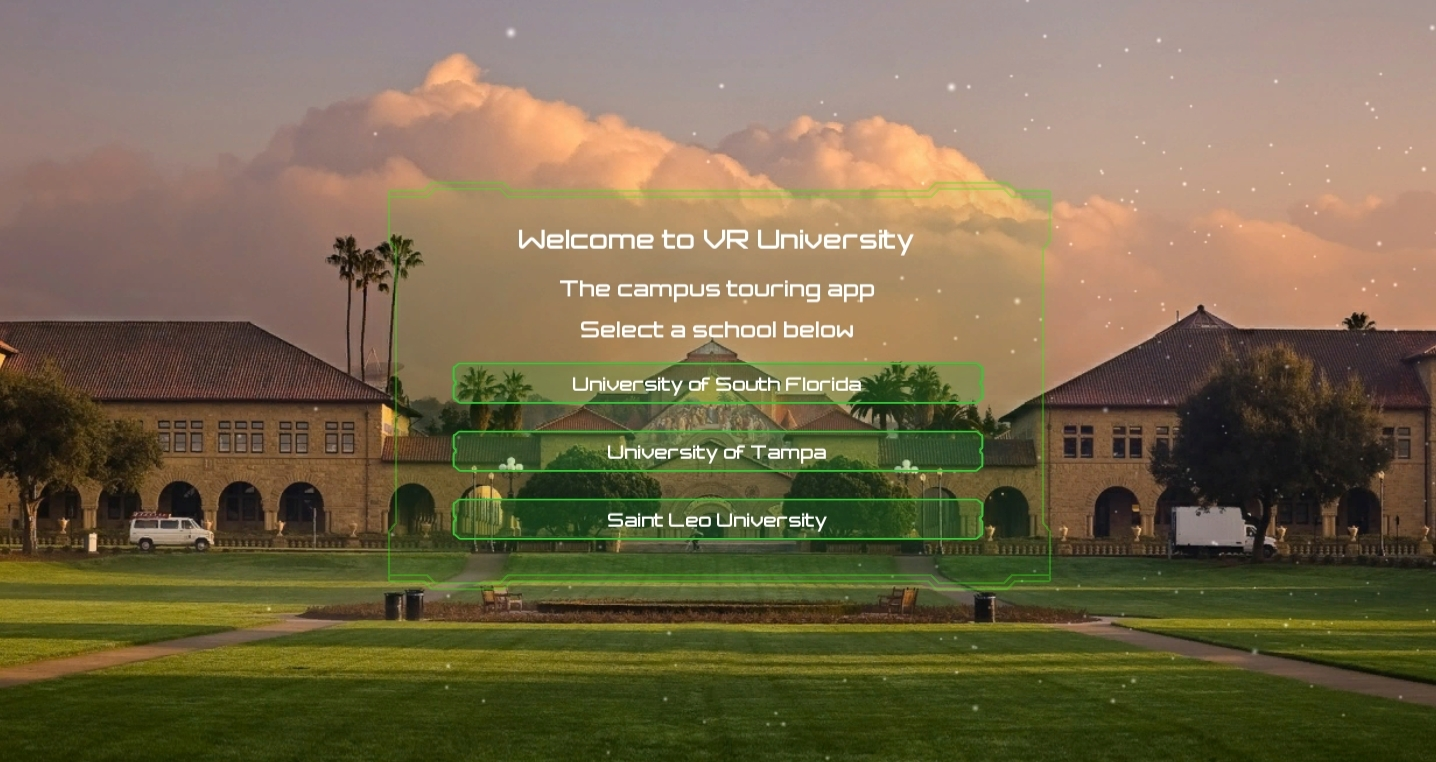 Welcome to VR University
The campus touring app
Select a school below
University of South Florida
University of Tampa
Saint Leo University